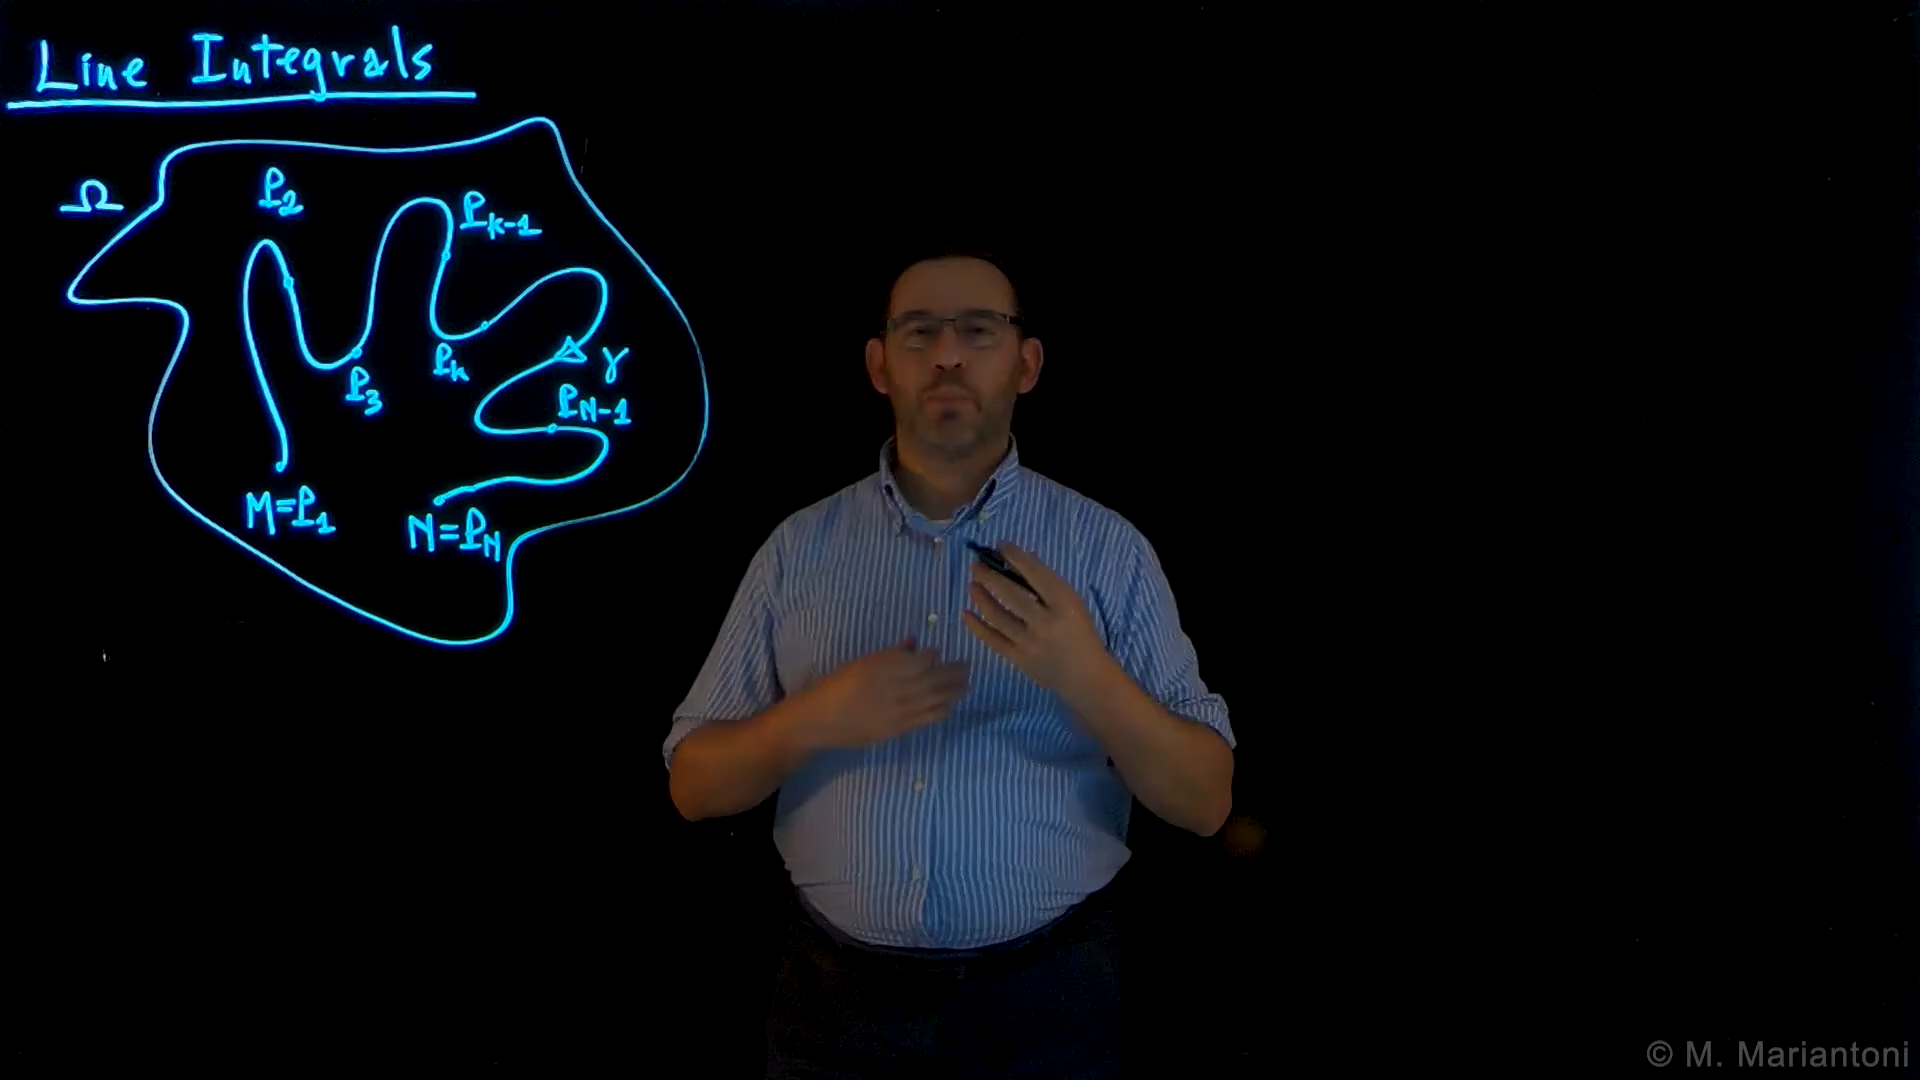 Line Integrals
Ω
P2
Pk-1
γ
Pk
P3
PN-1
M=P1
N=PN
© M. Mariantoni